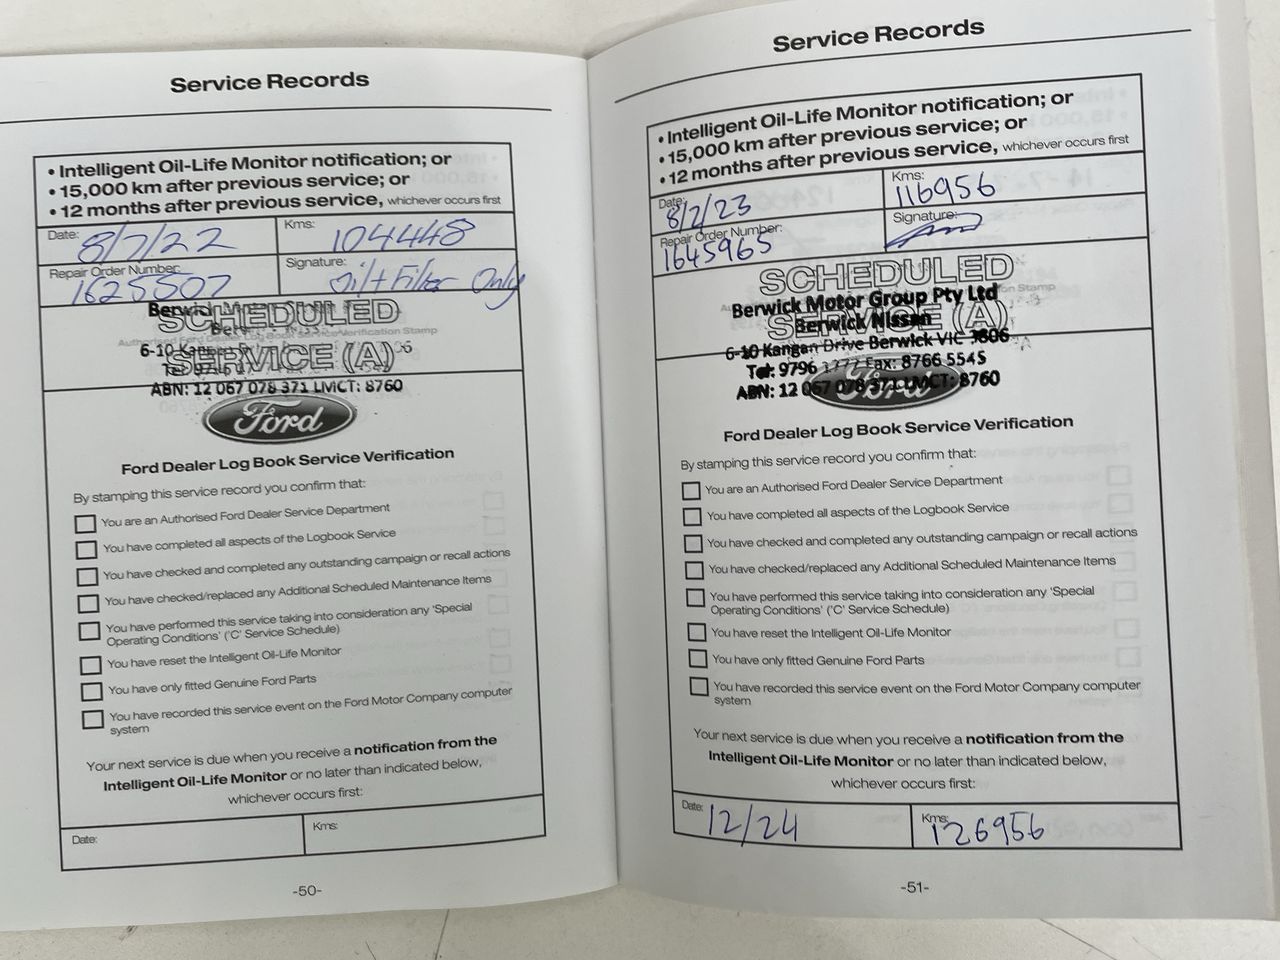 Service Records
• Intelligent Oil-Life Monitor notification; or
• 15,000 km after previous service; or
• 12 months after previous service, whichever occurs first
Date: 8/7/22
Kms: 104448
Repair Order Number: 1625507
Signature: Oil + Filter Only
SCHEDULED
SERVICE (A)
Authorised Ford Dealer Log Book Service Verification Stamp
6-10
ABN: 12 067 078 371 LMCT: 8760
Ford
Ford Dealer Log Book Service Verification
By stamping this service record you confirm that:
You are an Authorised Ford Dealer Service Department
You have completed all aspects of the Logbook Service
You have checked and completed any outstanding campaign or recall actions
You have checked/replaced any Additional Scheduled Maintenance Items
You have performed this service taking into consideration any 'Special
Operating Conditions' ('C' Service Schedule)
You have reset the Intelligent Oil-Life Monitor
You have only fitted Genuine Ford Parts
You have recorded this service event on the Ford Motor Company computer
system
Your next service is due when you receive a notification from the
Intelligent Oil-Life Monitor or no later than indicated below,
whichever occurs first:
Date:
Kms:
-50-
Service Records
• Intelligent Oil-Life Monitor notification; or
• 15,000 km after previous service; or
• 12 months after previous service, whichever occurs first
Date: 8/2/23
Kms: 116956
Repair Order Number: 1645965
Signature:
SCHEDULED
SERVICE (A)
Berwick Motor Group Pty Ltd
Berwick Nissan
6-10 Kangan Drive Berwick VIC 3806
Tel: 9796 Fax: 8766 5545
ABN: 12 067 078 371 LMCT: 8760
Ford
Ford Dealer Log Book Service Verification
By stamping this service record you confirm that:
You are an Authorised Ford Dealer Service Department
You have completed all aspects of the Logbook Service
You have checked and completed any outstanding campaign or recall actions
You have checked/replaced any Additional Scheduled Maintenance Items
You have performed this service taking into consideration any 'Special
Operating Conditions' ('C' Service Schedule)
You have reset the Intelligent Oil-Life Monitor
You have only fitted Genuine Ford Parts
You have recorded this service event on the Ford Motor Company computer
system
Your next service is due when you receive a notification from the
Intelligent Oil-Life Monitor or no later than indicated below,
whichever occurs first:
Date: 12/24
Kms: 126956
-51-